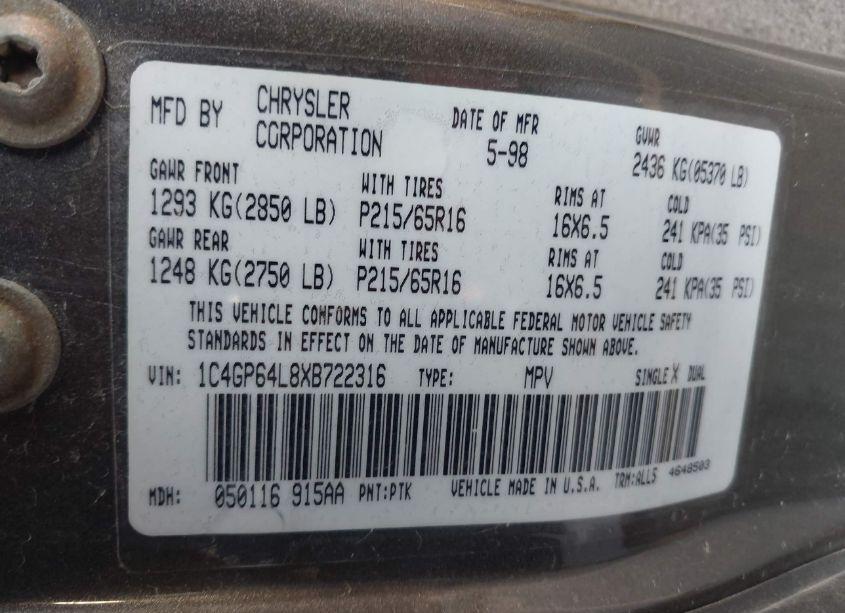 MFD BY CHRYSLER CORPORATION DATE OF MFR 5-98 GVWR 2436 KG(05370 LB)
GAWR FRONT WITH TIRES RIMS AT COLD
1293 KG(2850 LB) P215/65R16 16X6.5 241 KPA(35 PSI)
GAWR REAR WITH TIRES RIMS AT COLD
1248 KG(2750 LB) P215/65R16 16X6.5 241 KPA(35 PSI)
THIS VEHICLE CONFORMS TO ALL APPLICABLE FEDERAL MOTOR VEHICLE SAFETY
STANDARDS IN EFFECT ON THE DATE OF MANUFACTURE SHOWN ABOVE.
VIN: 1C4GP64L8XB722316 TYPE: MPV SINGLE X DUAL
MDH: 050116 915AA PNT:PTK VEHICLE MADE IN U.S.A. TRM:ALL5 4648503